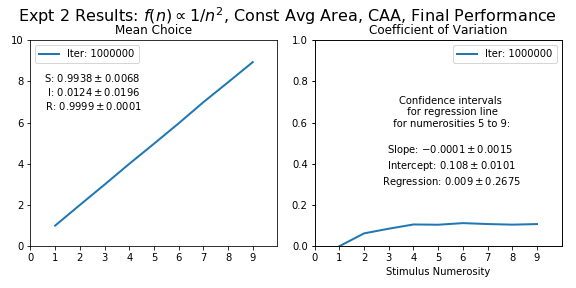 Expt 2 Results: f(n) ∝ 1/n², Const Avg Area, CAA, Final Performance
Mean Choice
Iter: 1000000
S: 0.9938 ± 0.0068
I: 0.0124 ± 0.0196
R: 0.9999 ± 0.0001
10
8
6
4
2
0
0 1 2 3 4 5 6 7 8 9
Coefficient of Variation
Iter: 1000000
Confidence intervals
for regression line
for numerosities 5 to 9:
Slope: −0.0001 ± 0.0015
Intercept: 0.108 ± 0.0101
Regression: 0.009 ± 0.2675
1.0
0.8
0.6
0.4
0.2
0.0
0 1 2 3 4 5 6 7 8 9
Stimulus Numerosity